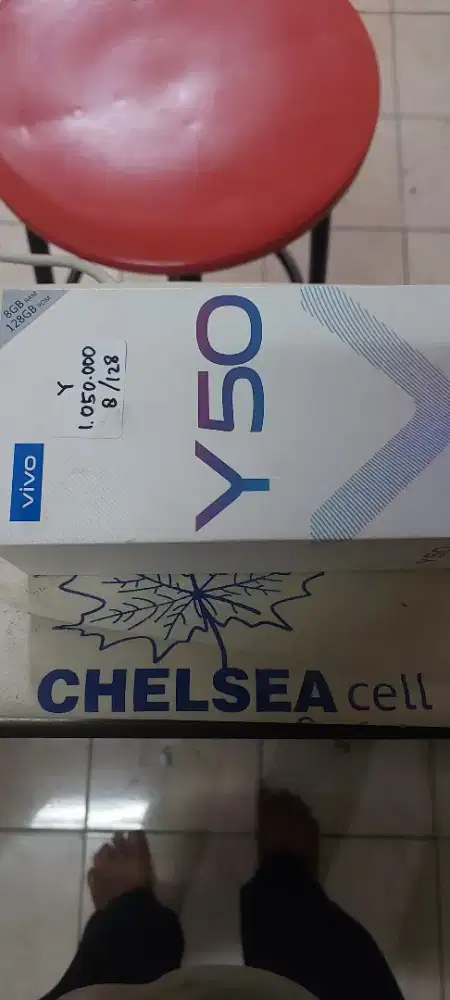 8GB RAM
128GB ROM
Y
1.050.000
8/128
vivo
Y50
CHELSEA cell